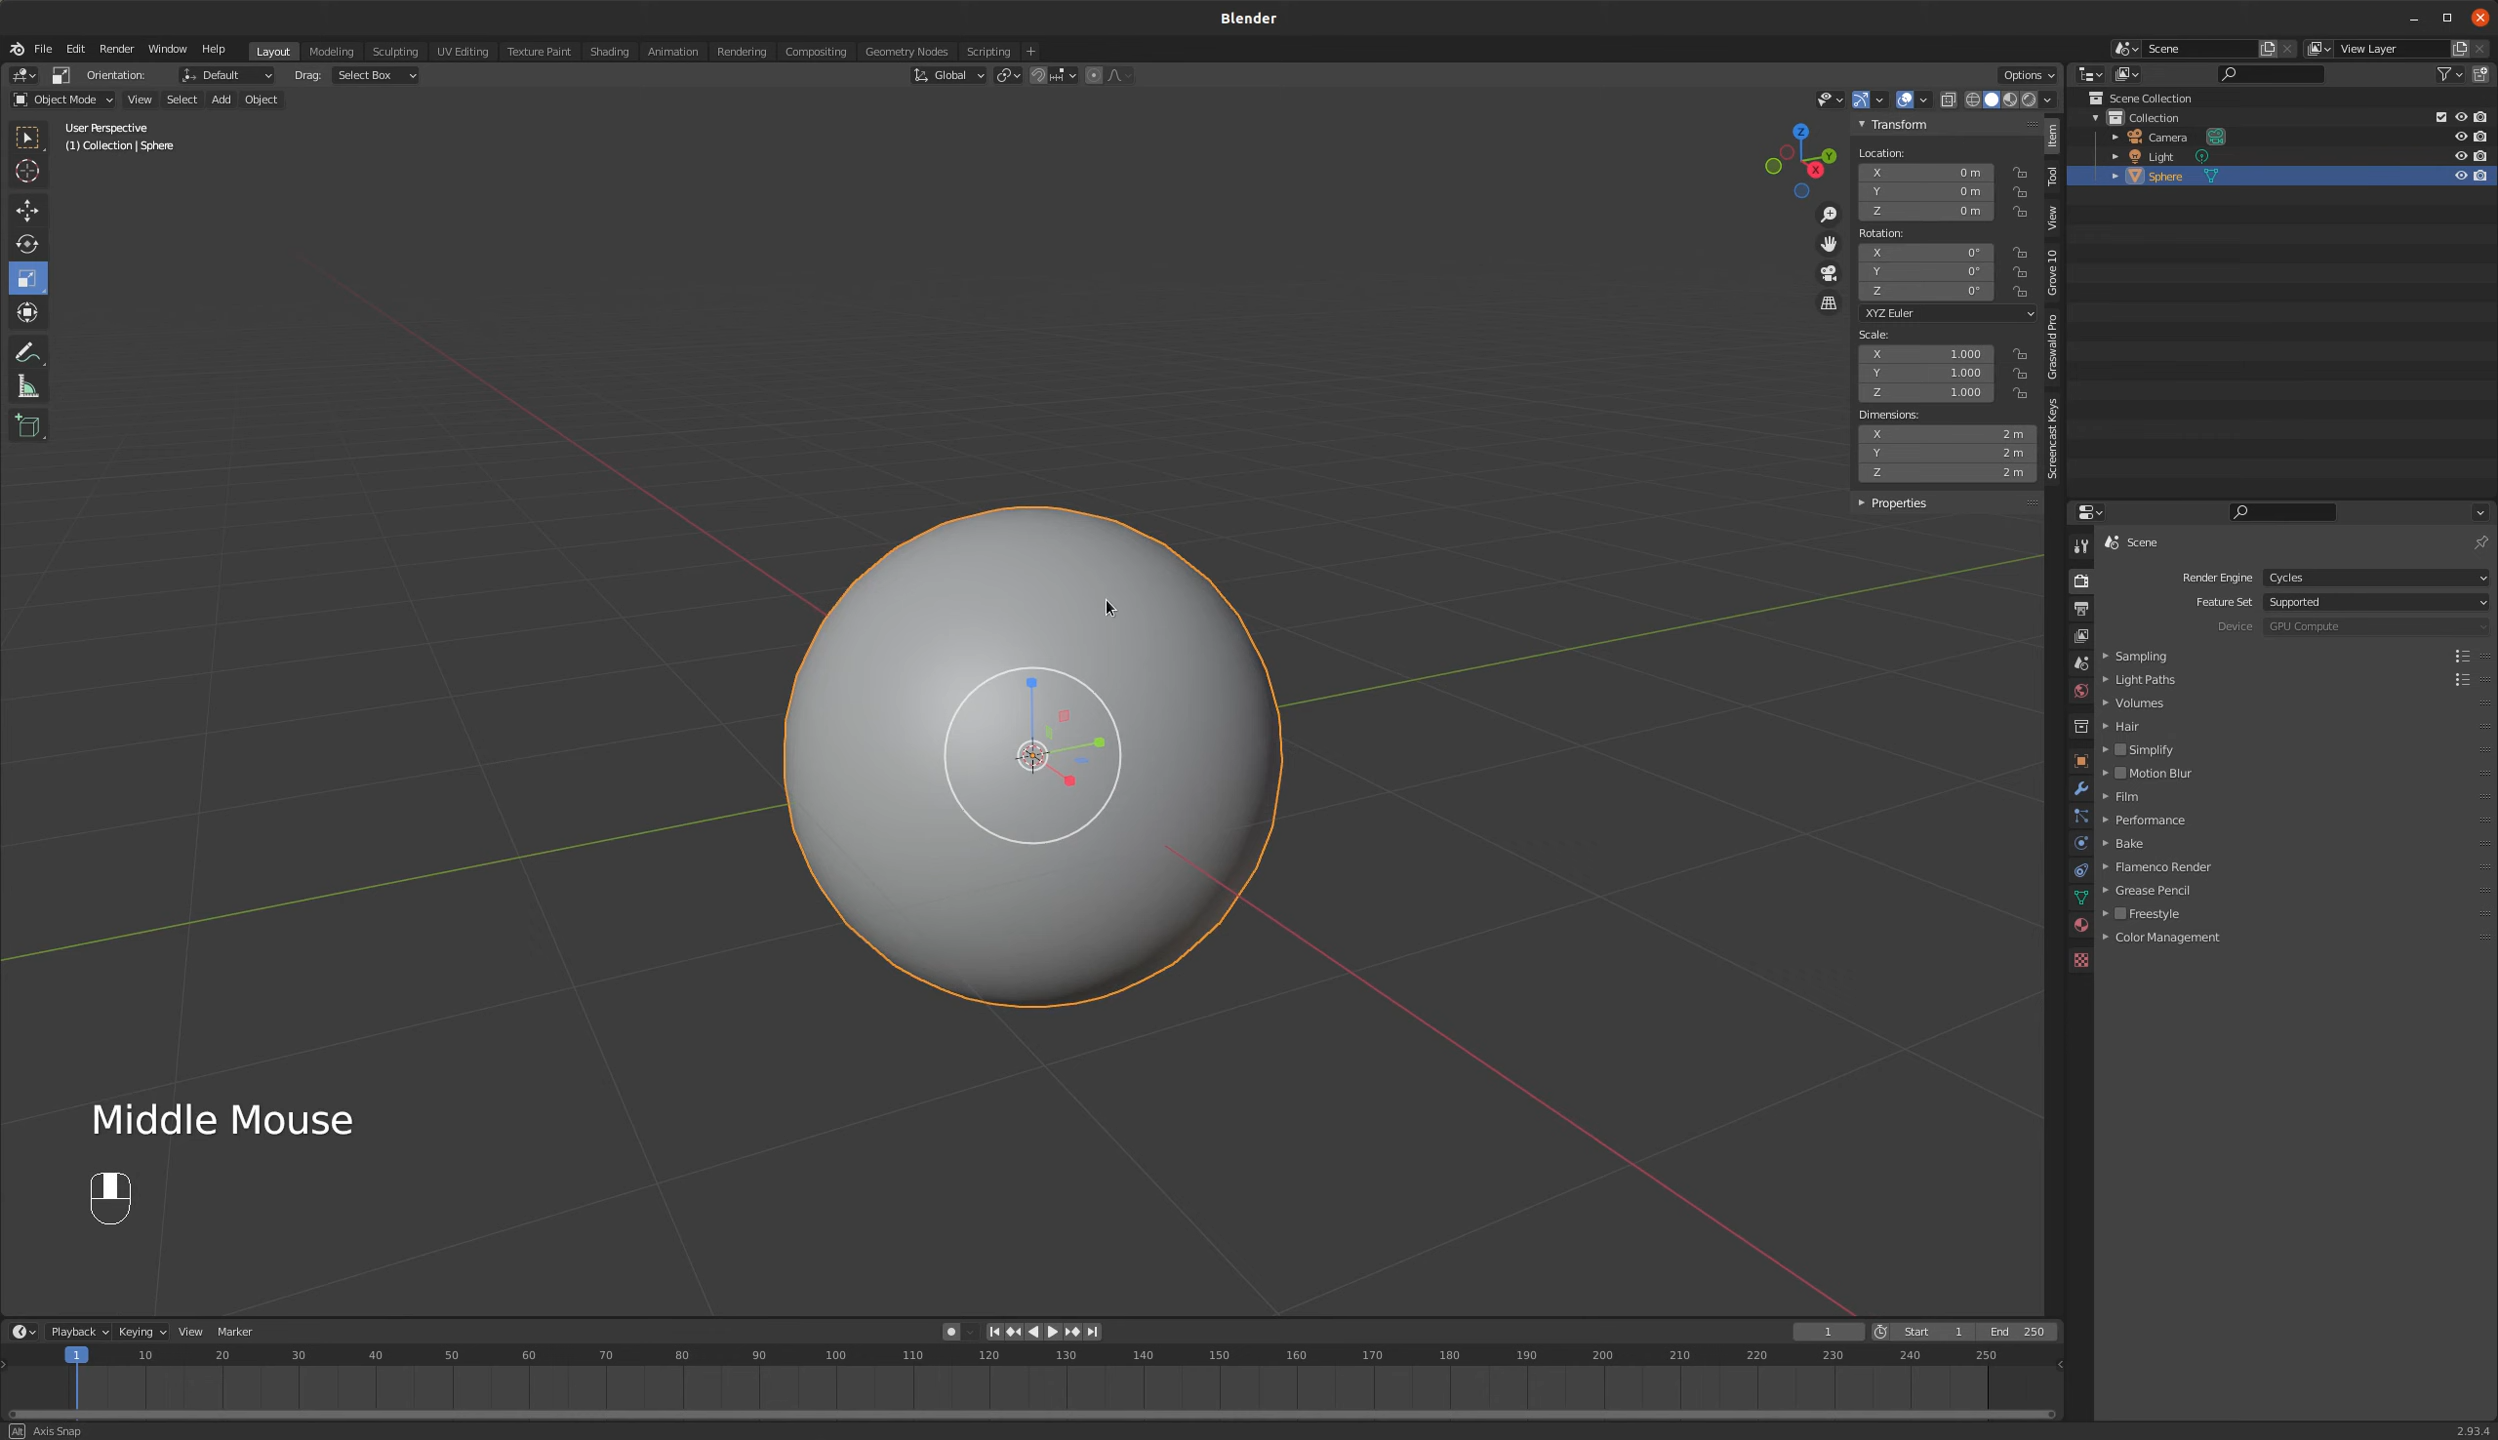 Blender
File Edit Render Window Help Layout Modeling Sculpting UV Editing Texture Paint Shading Animation Rendering Compositing Geometry Nodes Scripting + Scene View Layer
Orientation: Default Drag: Select Box Global Options
Object Mode View Select Add Object
User Perspective
(1) Collection | Sphere
Z
Y
X
Transform
Location:
X 0 m
Y 0 m
Z 0 m
Rotation:
X 0°
Y 0°
Z 0°
XYZ Euler
Scale:
X 1.000
Y 1.000
Z 1.000
Dimensions:
X 2 m
Y 2 m
Z 2 m
Properties
Item
Tool
View
Grove 10
Graswald Pro
Screencast Keys
Scene Collection
Collection
Camera
Light
Sphere
Scene
Render Engine Cycles
Feature Set Supported
Device GPU Compute
Sampling
Light Paths
Volumes
Hair
Simplify
Motion Blur
Film
Performance
Bake
Flamenco Render
Grease Pencil
Freestyle
Color Management
Middle Mouse
Playback Keying View Marker 1 Start 1 End 250
1 10 20 30 40 50 60 70 80 90 100 110 120 130 140 150 160 170 180 190 200 210 220 230 240 250
Alt Axis Snap 2.93.4